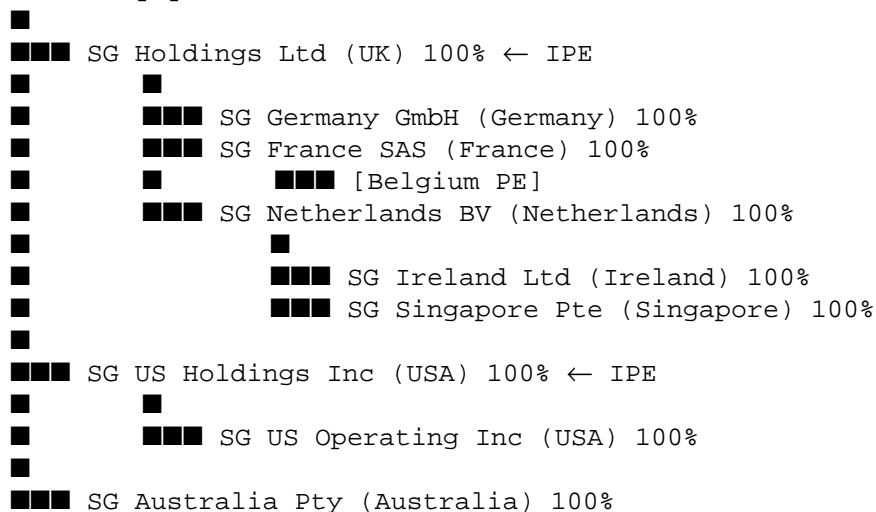 ■
■■■ SG Holdings Ltd (UK) 100% ← IPE
■ ■
■ ■■■ SG Germany GmbH (Germany) 100%
■ ■■■ SG France SAS (France) 100%
■ ■ ■■■ [Belgium PE]
■ ■■■ SG Netherlands BV (Netherlands) 100%
■ ■
■ ■■■ SG Ireland Ltd (Ireland) 100%
■ ■■■ SG Singapore Pte (Singapore) 100%
■
■■■ SG US Holdings Inc (USA) 100% ← IPE
■ ■
■ ■■■ SG US Operating Inc (USA) 100%
■
■■■ SG Australia Pty (Australia) 100%